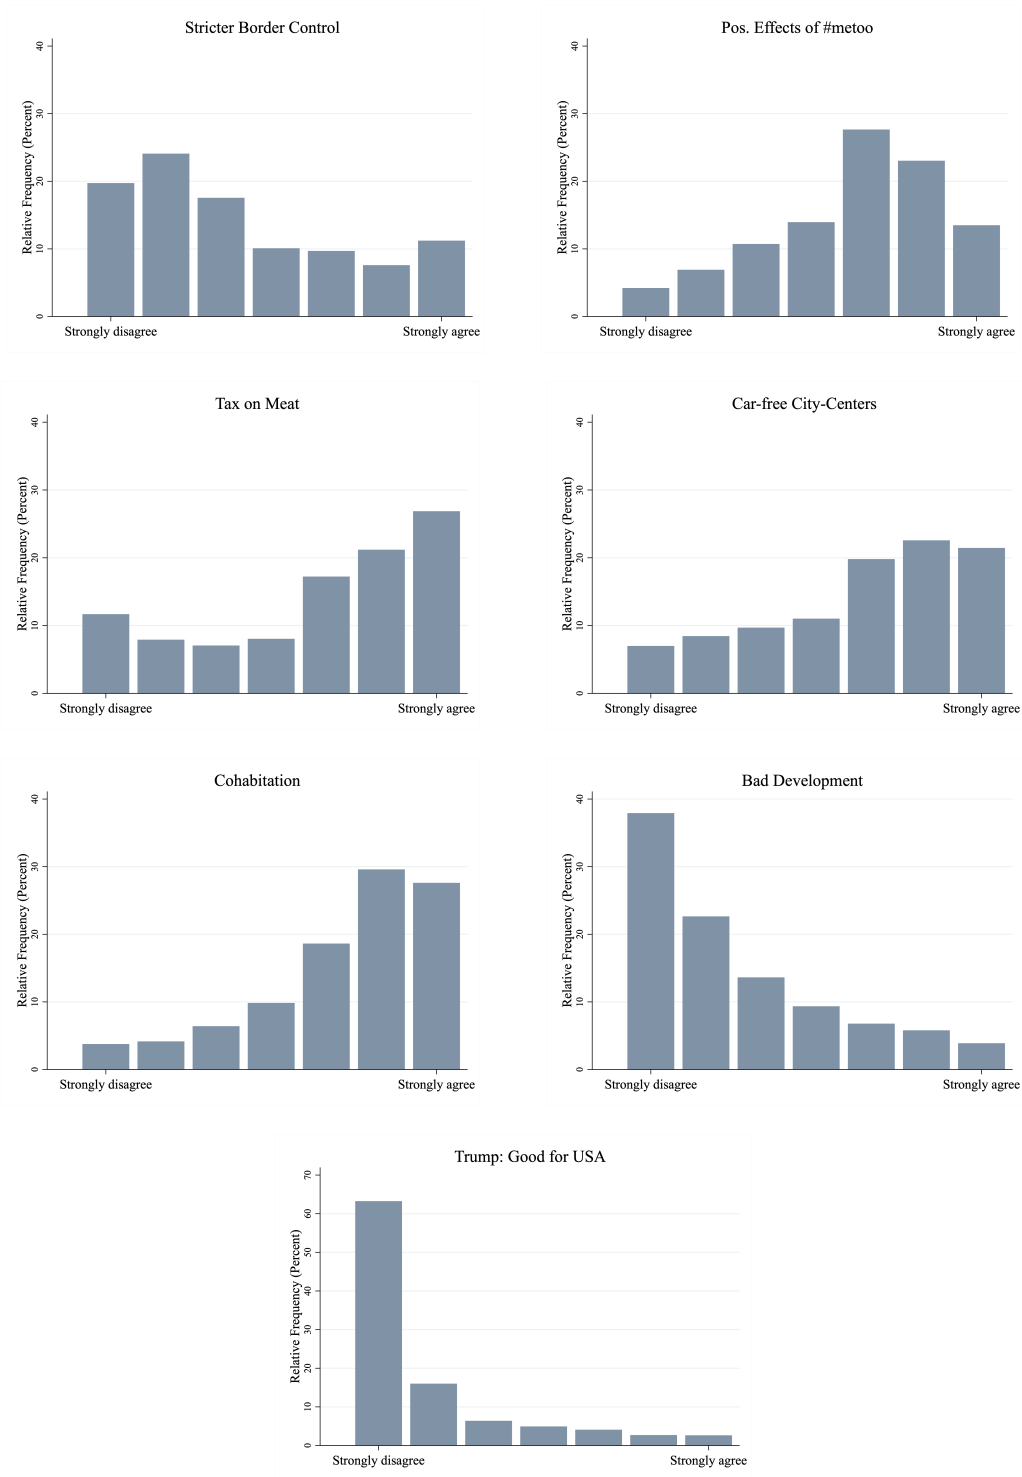 Stricter Border Control
Relative Frequency (Percent)
40
30
20
10
0
Strongly disagree
Strongly agree
Pos. Effects of #metoo
Relative Frequency (Percent)
40
30
20
10
0
Strongly disagree
Strongly agree
Tax on Meat
Relative Frequency (Percent)
40
30
20
10
0
Strongly disagree
Strongly agree
Car-free City-Centers
Relative Frequency (Percent)
40
30
20
10
0
Strongly disagree
Strongly agree
Cohabitation
Relative Frequency (Percent)
40
30
20
10
0
Strongly disagree
Strongly agree
Bad Development
Relative Frequency (Percent)
40
30
20
10
0
Strongly disagree
Strongly agree
Trump: Good for USA
Relative Frequency (Percent)
70
60
50
40
30
20
10
0
Strongly disagree
Strongly agree